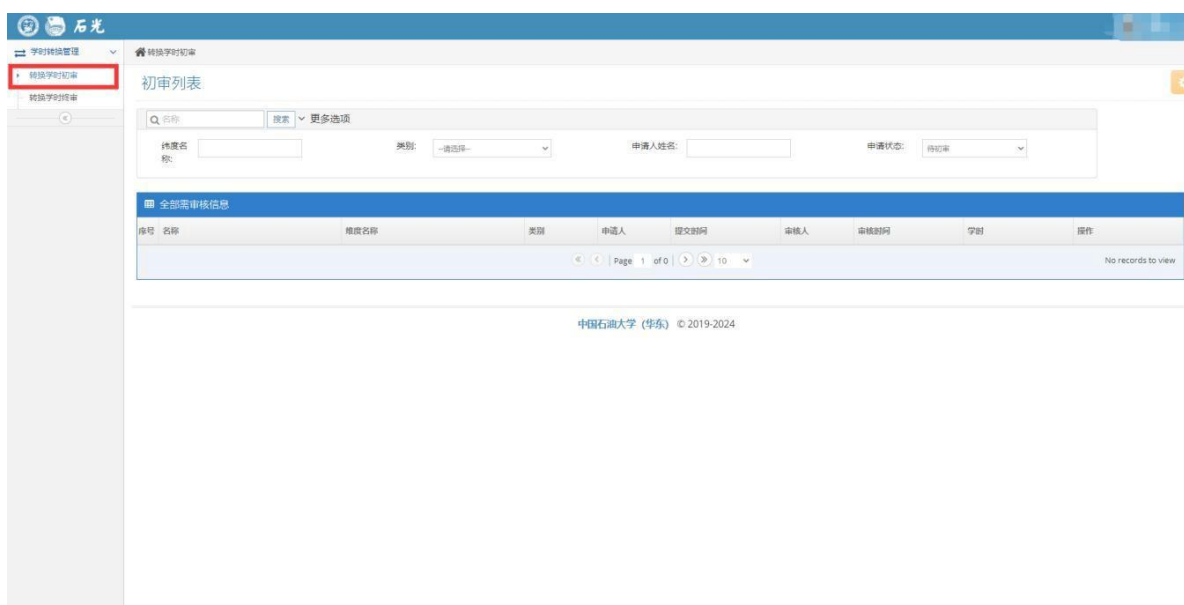 石光
学时转换管理
转换学时初审
转换学时终审
转换学时初审
初审列表
名称 搜索 更多选项
纬度名
称:
类别: --请选择--
申请人姓名:
申请状态: 待初审
全部需审核信息
序号 名称 维度名称 类别 申请人 提交时间 审核人 审核时间 学时 操作
Page 1 of 0 10 No records to view
中国石油大学 (华东) © 2019-2024